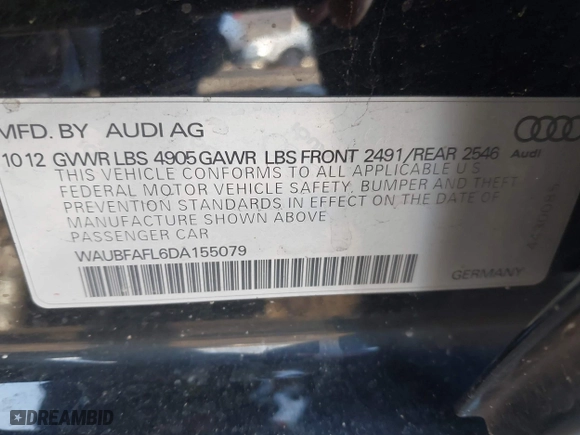 MFD. BY AUDI AG
1012 GVWR LBS 4905 GAWR LBS FRONT 2491/REAR 2546
Audi
THIS VEHICLE CONFORMS TO ALL APPLICABLE U S
FEDERAL MOTOR VEHICLE SAFETY, BUMPER AND THEFT
PREVENTION STANDARDS IN EFFECT ON THE DATE OF
MANUFACTURE SHOWN ABOVE
PASSENGER CAR
WAUBFAFL6DA155079
GERMANY
DREAMBID